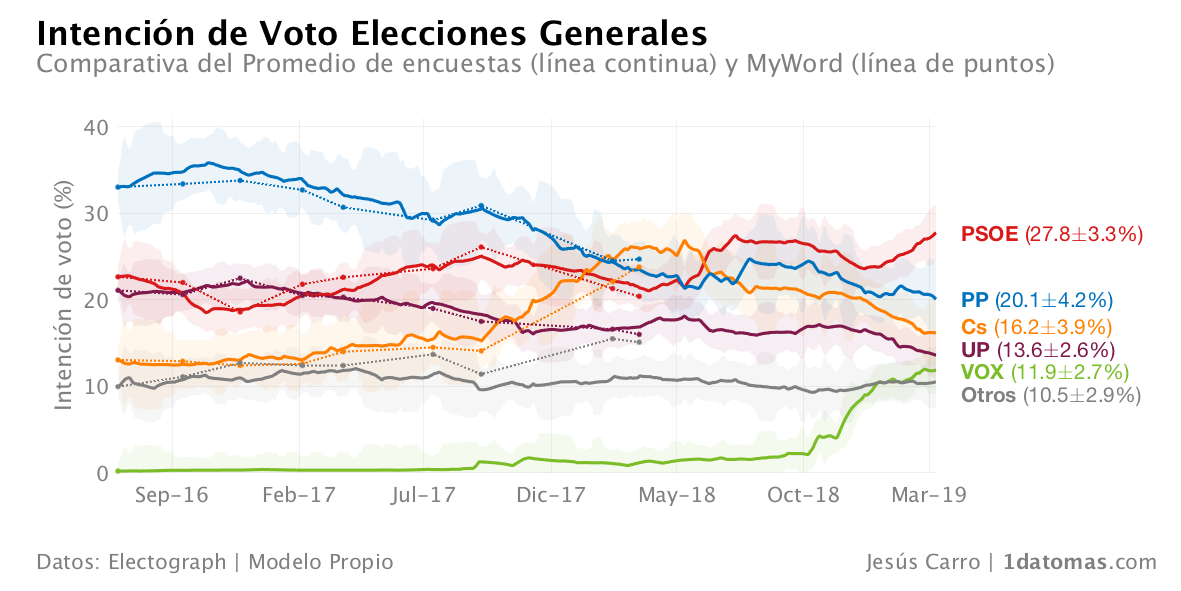 Intención de Voto Elecciones Generales
Comparativa del Promedio de encuestas (línea continua) y MyWord (línea de puntos)
Intención de voto (%)
40
30
20
10
0
Sep-16 Feb-17 Jul-17 Dic-17 May-18 Oct-18 Mar-19
PSOE (27.8±3.3%)
PP (20.1±4.2%)
Cs (16.2±3.9%)
UP (13.6±2.6%)
VOX (11.9±2.7%)
Otros (10.5±2.9%)
Datos: Electograph | Modelo Propio
Jesús Carro | 1datomas.com